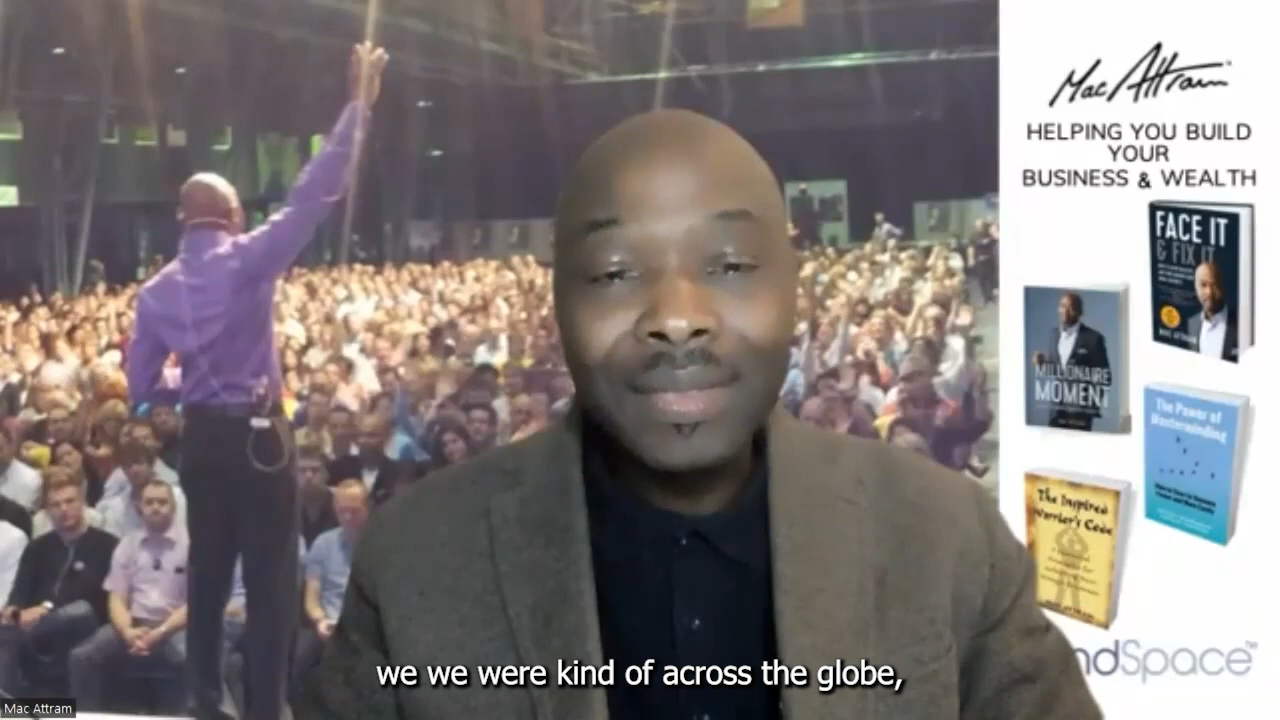 Mac Attram
HELPING YOU BUILD
YOUR
BUSINESS & WEALTH
FACE IT
& FIX IT
MILLIONAIRE
MOMENT
The Power of
Masterminding
The Inspired
Warrior's Code
ndSpace™
we we were kind of across the globe,
Mac Attram